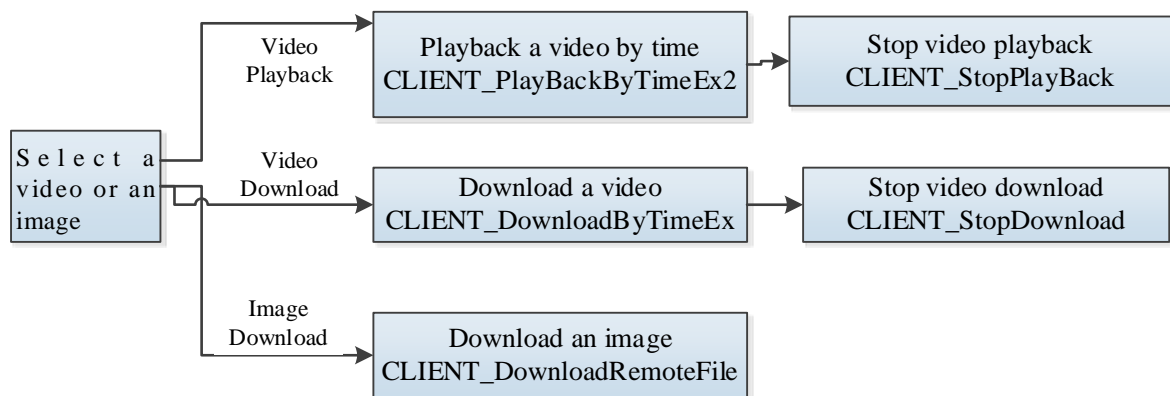 Video
Playback
Playback a video by time
CLIENT_PlayBackByTimeEx2
Stop video playback
CLIENT_StopPlayBack
Select a
video or an
image
Video
Download
Download a video
CLIENT_DownloadByTimeEx
Stop video download
CLIENT_StopDownload
Image
Download
Download an image
CLIENT_DownloadRemoteFile